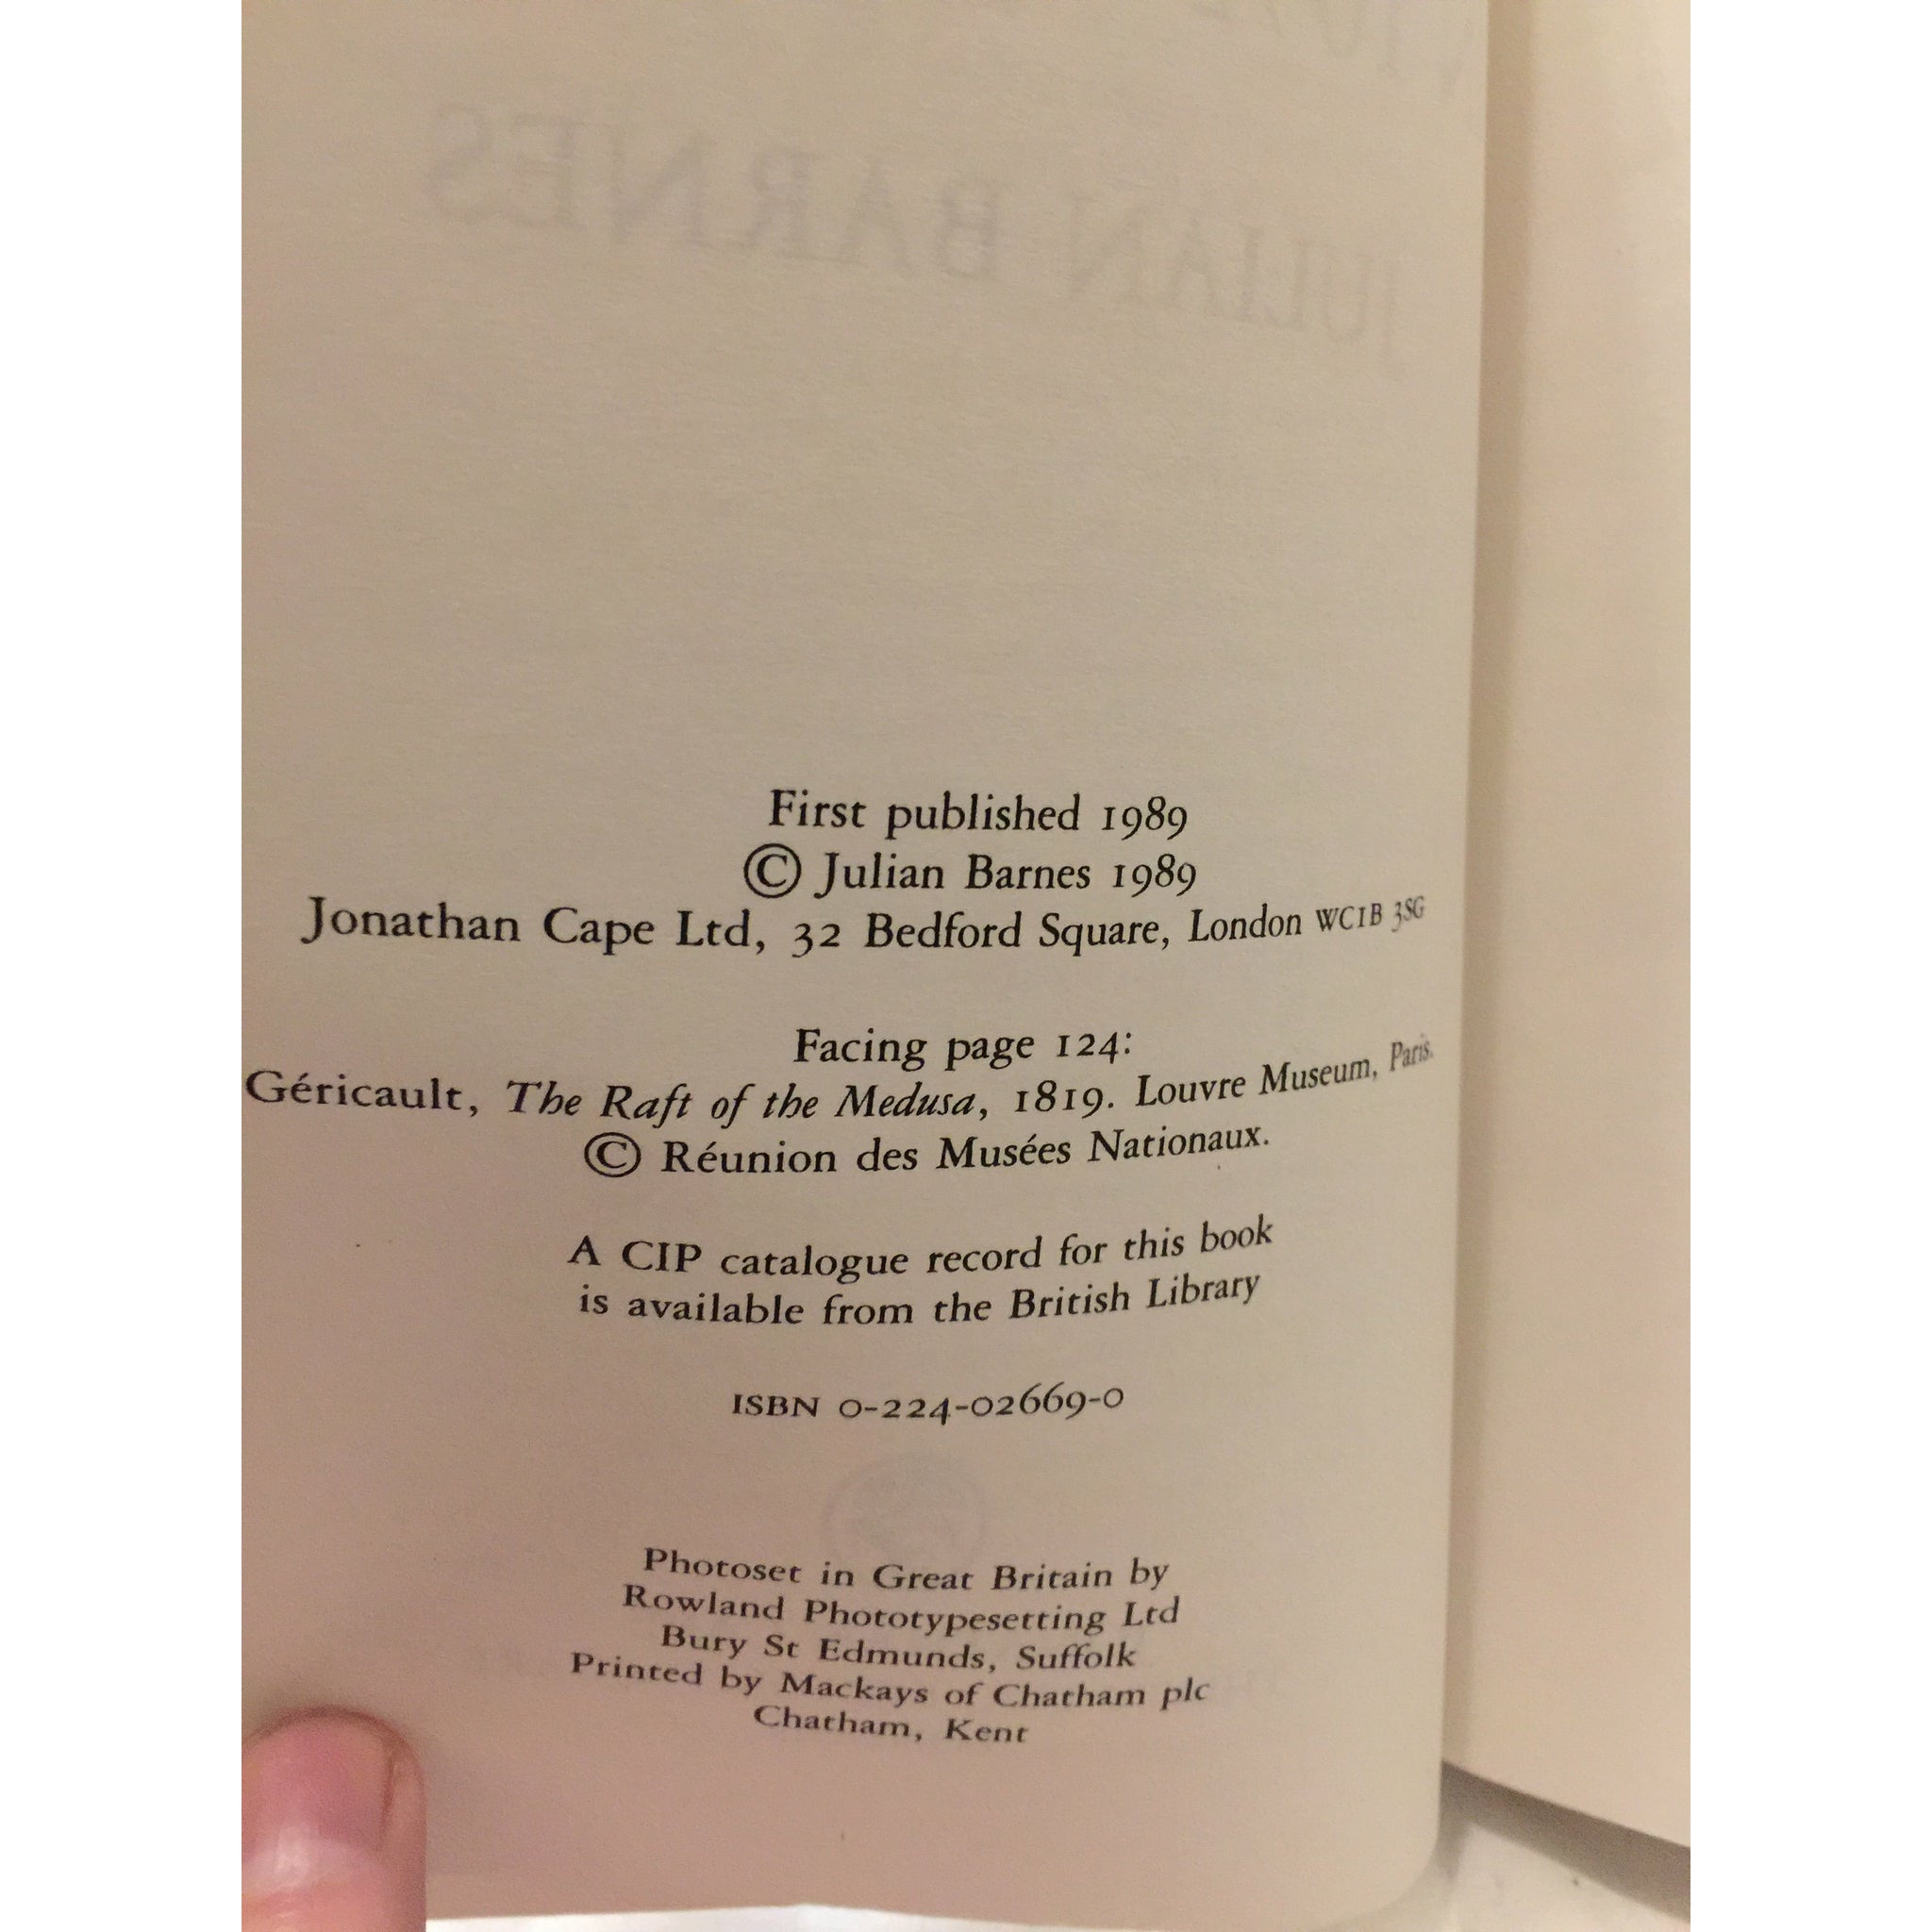 JULIAN BARNES
First published 1989
© Julian Barnes 1989
Jonathan Cape Ltd, 32 Bedford Square, London WC1B 3SG
Facing page 124:
Géricault, The Raft of the Medusa, 1819. Louvre Museum, Paris.
© Réunion des Musées Nationaux.
A CIP catalogue record for this book
is available from the British Library
ISBN 0-224-02669-0
Photoset in Great Britain by
Rowland Phototypesetting Ltd
Bury St Edmunds, Suffolk
Printed by Mackays of Chatham plc
Chatham, Kent